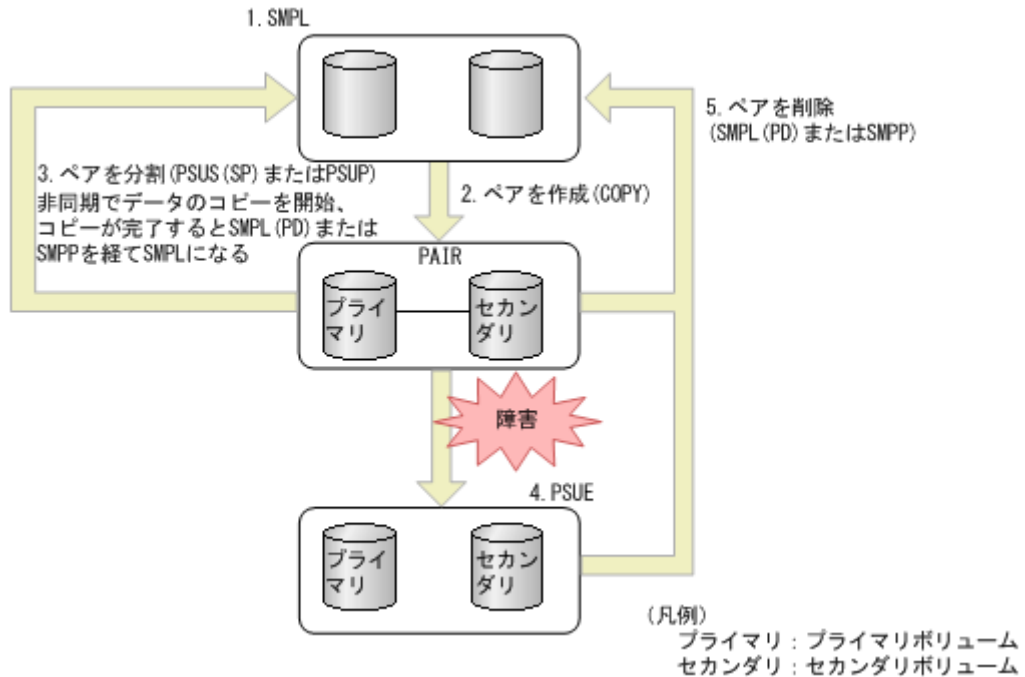 1. SMPL
5. ペアを削除
(SMPL(PD)またはSMPP)
3. ペアを分割(PSUS(SP)またはPSUP)
非同期でデータのコピーを開始、
コピーが完了するとSMPL(PD)または
SMPPを経てSMPLになる
2. ペアを作成(COPY)
PAIR
プライ
マリ
セカン
ダリ
障害
4. PSUE
プライ
マリ
セカン
ダリ
(凡例)
プライマリ：プライマリボリューム
セカンダリ：セカンダリボリューム